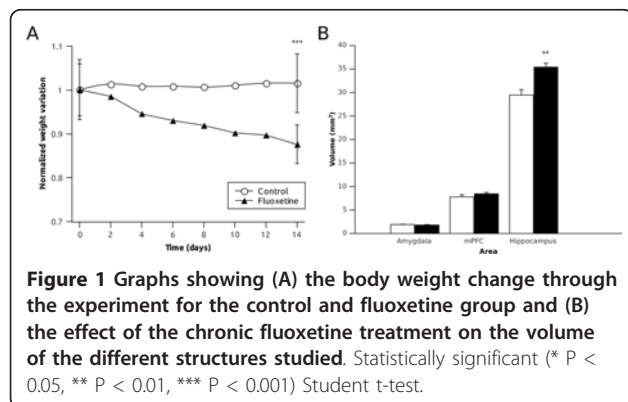 A
B
***
**
1.1
1
0.9
0.8
0.7
Normalized weight variation
Control
Fluoxetine
0 2 4 6 8 10 12 14
Time (days)
40
35
30
25
20
15
10
5
0
Volume (mm³)
Amygdala mPFC Hippocampus
Area
Figure 1 Graphs showing (A) the body weight change through
the experiment for the control and fluoxetine group and (B)
the effect of the chronic fluoxetine treatment on the volume
of the different structures studied. Statistically significant (* P <
0.05, ** P < 0.01, *** P < 0.001) Student t-test.